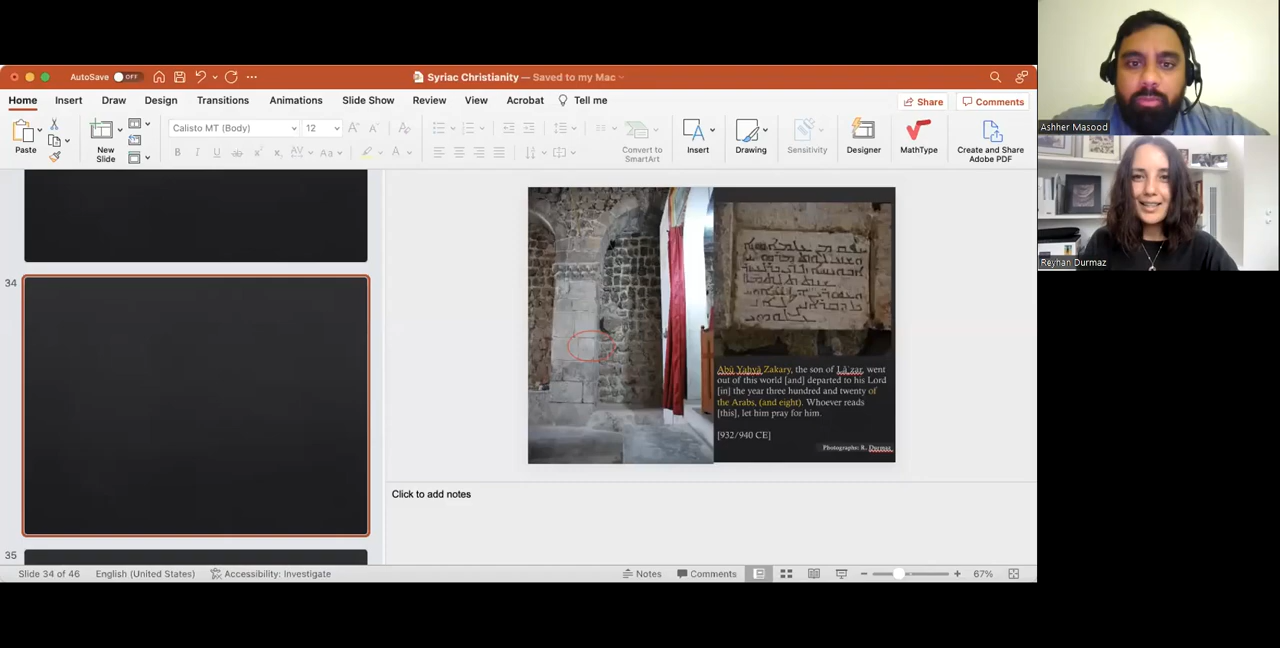 AutoSave OFF
Syriac Christianity — Saved to my Mac
Home Insert Draw Design Transitions Animations Slide Show Review View Acrobat Tell me
Share Comments
Paste
New
Slide
Calisto MT (Body) 12
Convert to
SmartArt
Insert
Drawing
Sensitivity
Designer
MathType
Create and Share
Adobe PDF
34
35
Abū Yaḥyā Zakary, the son of Lā'zar, went
out of this world [and] departed to his Lord
[in] the year three hundred and twenty of
the Arabs, (and eight). Whoever reads
[this], let him pray for him.
[932/940 CE]
Photographs: R. Durmaz
Click to add notes
Slide 34 of 46 English (United States) Accessibility: Investigate Notes Comments 67%
Ashher Masood
Reyhan Durmaz